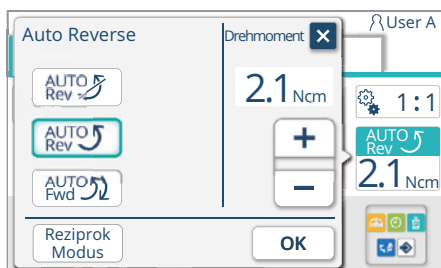 Auto Reverse
Drehmoment
User A
AUTO
Rev
2.1 Ncm
1:1
AUTO
Rev
AUTO
Rev
+
2.1 Ncm
AUTO
Fwd
−
Reziprok
Modus
OK